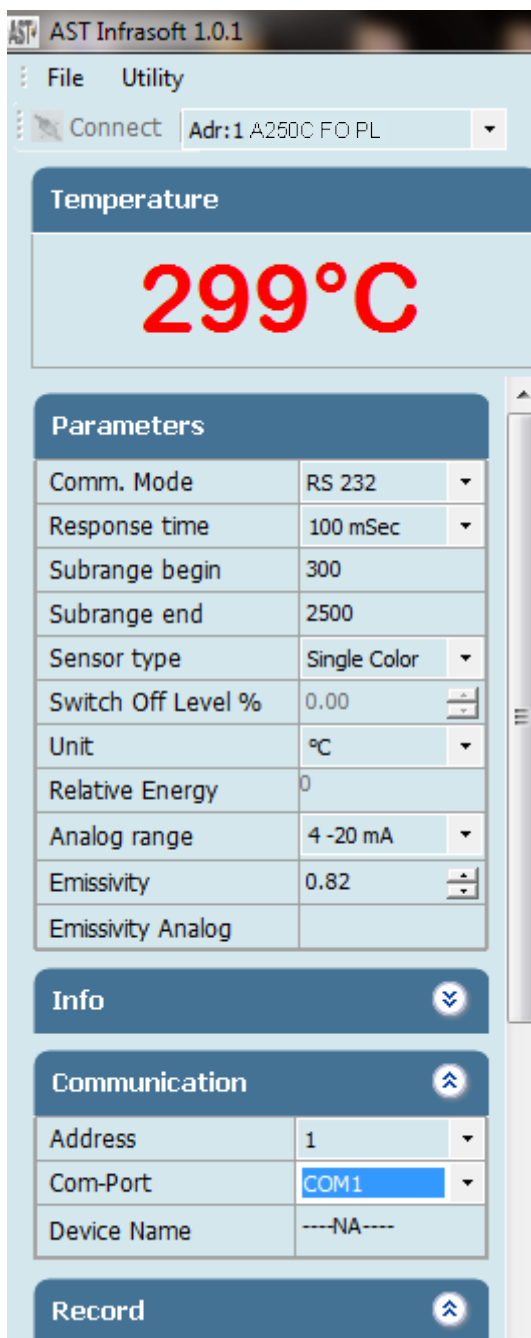 AST AST Infrasoft 1.0.1
File Utility
Connect Adr:1 A250C FO PL
Temperature
299°C
Parameters
Comm. Mode RS 232
Response time 100 mSec
Subrange begin 300
Subrange end 2500
Sensor type Single Color
Switch Off Level % 0.00
Unit °C
Relative Energy 0
Analog range 4 -20 mA
Emissivity 0.82
Emissivity Analog
Info
Communication
Address 1
Com-Port COM1
Device Name ----NA----
Record